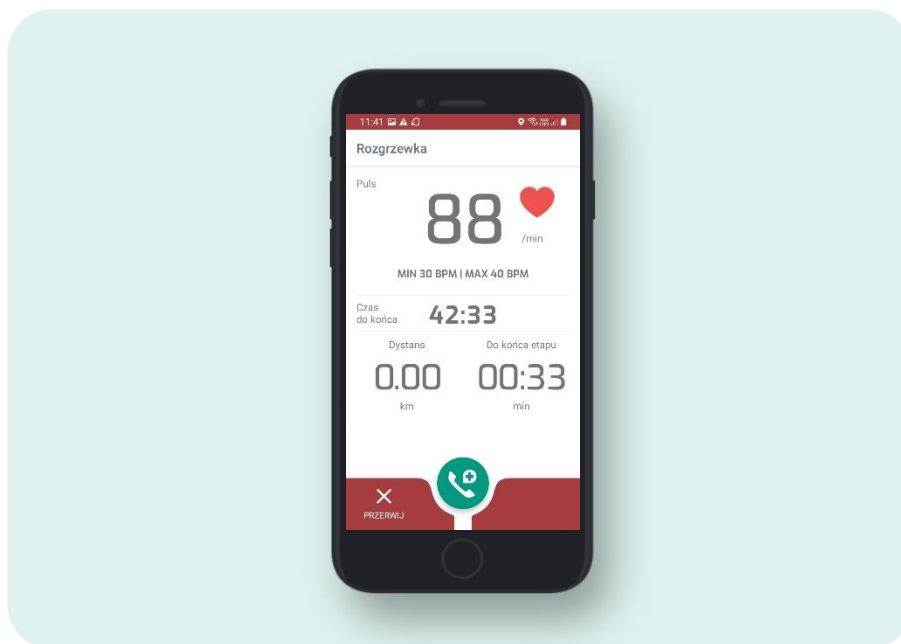 11:41
Rozgrzewka
Puls
88
/min
MIN 30 BPM | MAX 40 BPM
Czas
do końca
42:33
Dystans
Do końca etapu
0.00
00:33
km
min
PRZERWIJ